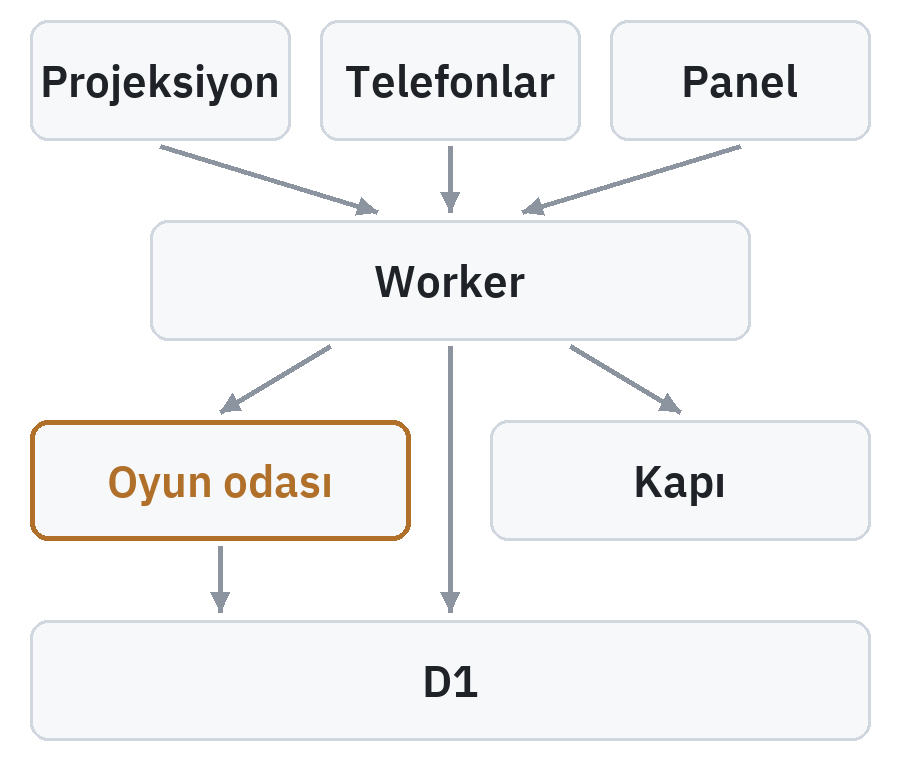 Projeksiyon
Telefonlar
Panel
Worker
Oyun odası
Kapı
D1